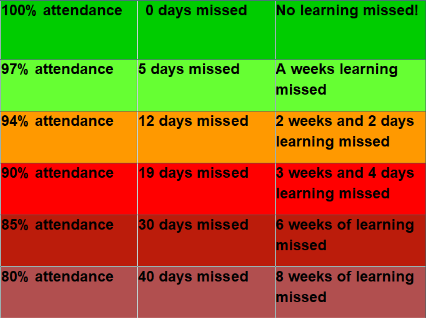 100% attendance 0 days missed No learning missed!
97% attendance 5 days missed A weeks learning
missed
94% attendance 12 days missed 2 weeks and 2 days
learning missed
90% attendance 19 days missed 3 weeks and 4 days
learning missed
85% attendance 30 days missed 6 weeks of learning
missed
80% attendance 40 days missed 8 weeks of learning
missed